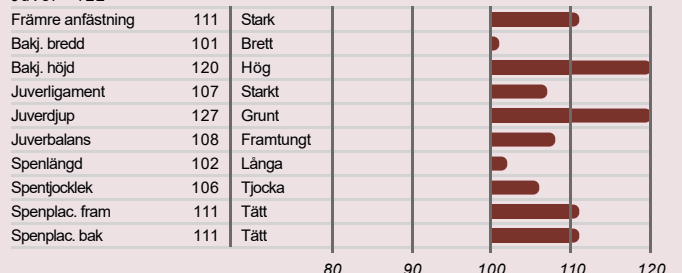 Främre anfästning 111 Stark
Bakj. bredd 101 Brett
Bakj. höjd 120 Hög
Juverligament 107 Starkt
Juverdjup 127 Grunt
Juverbalans 108 Framtungt
Spenlängd 102 Långa
Spentjocklek 106 Tjocka
Spenplac. fram 111 Tätt
Spenplac. bak 111 Tätt
80 90 100 110 120